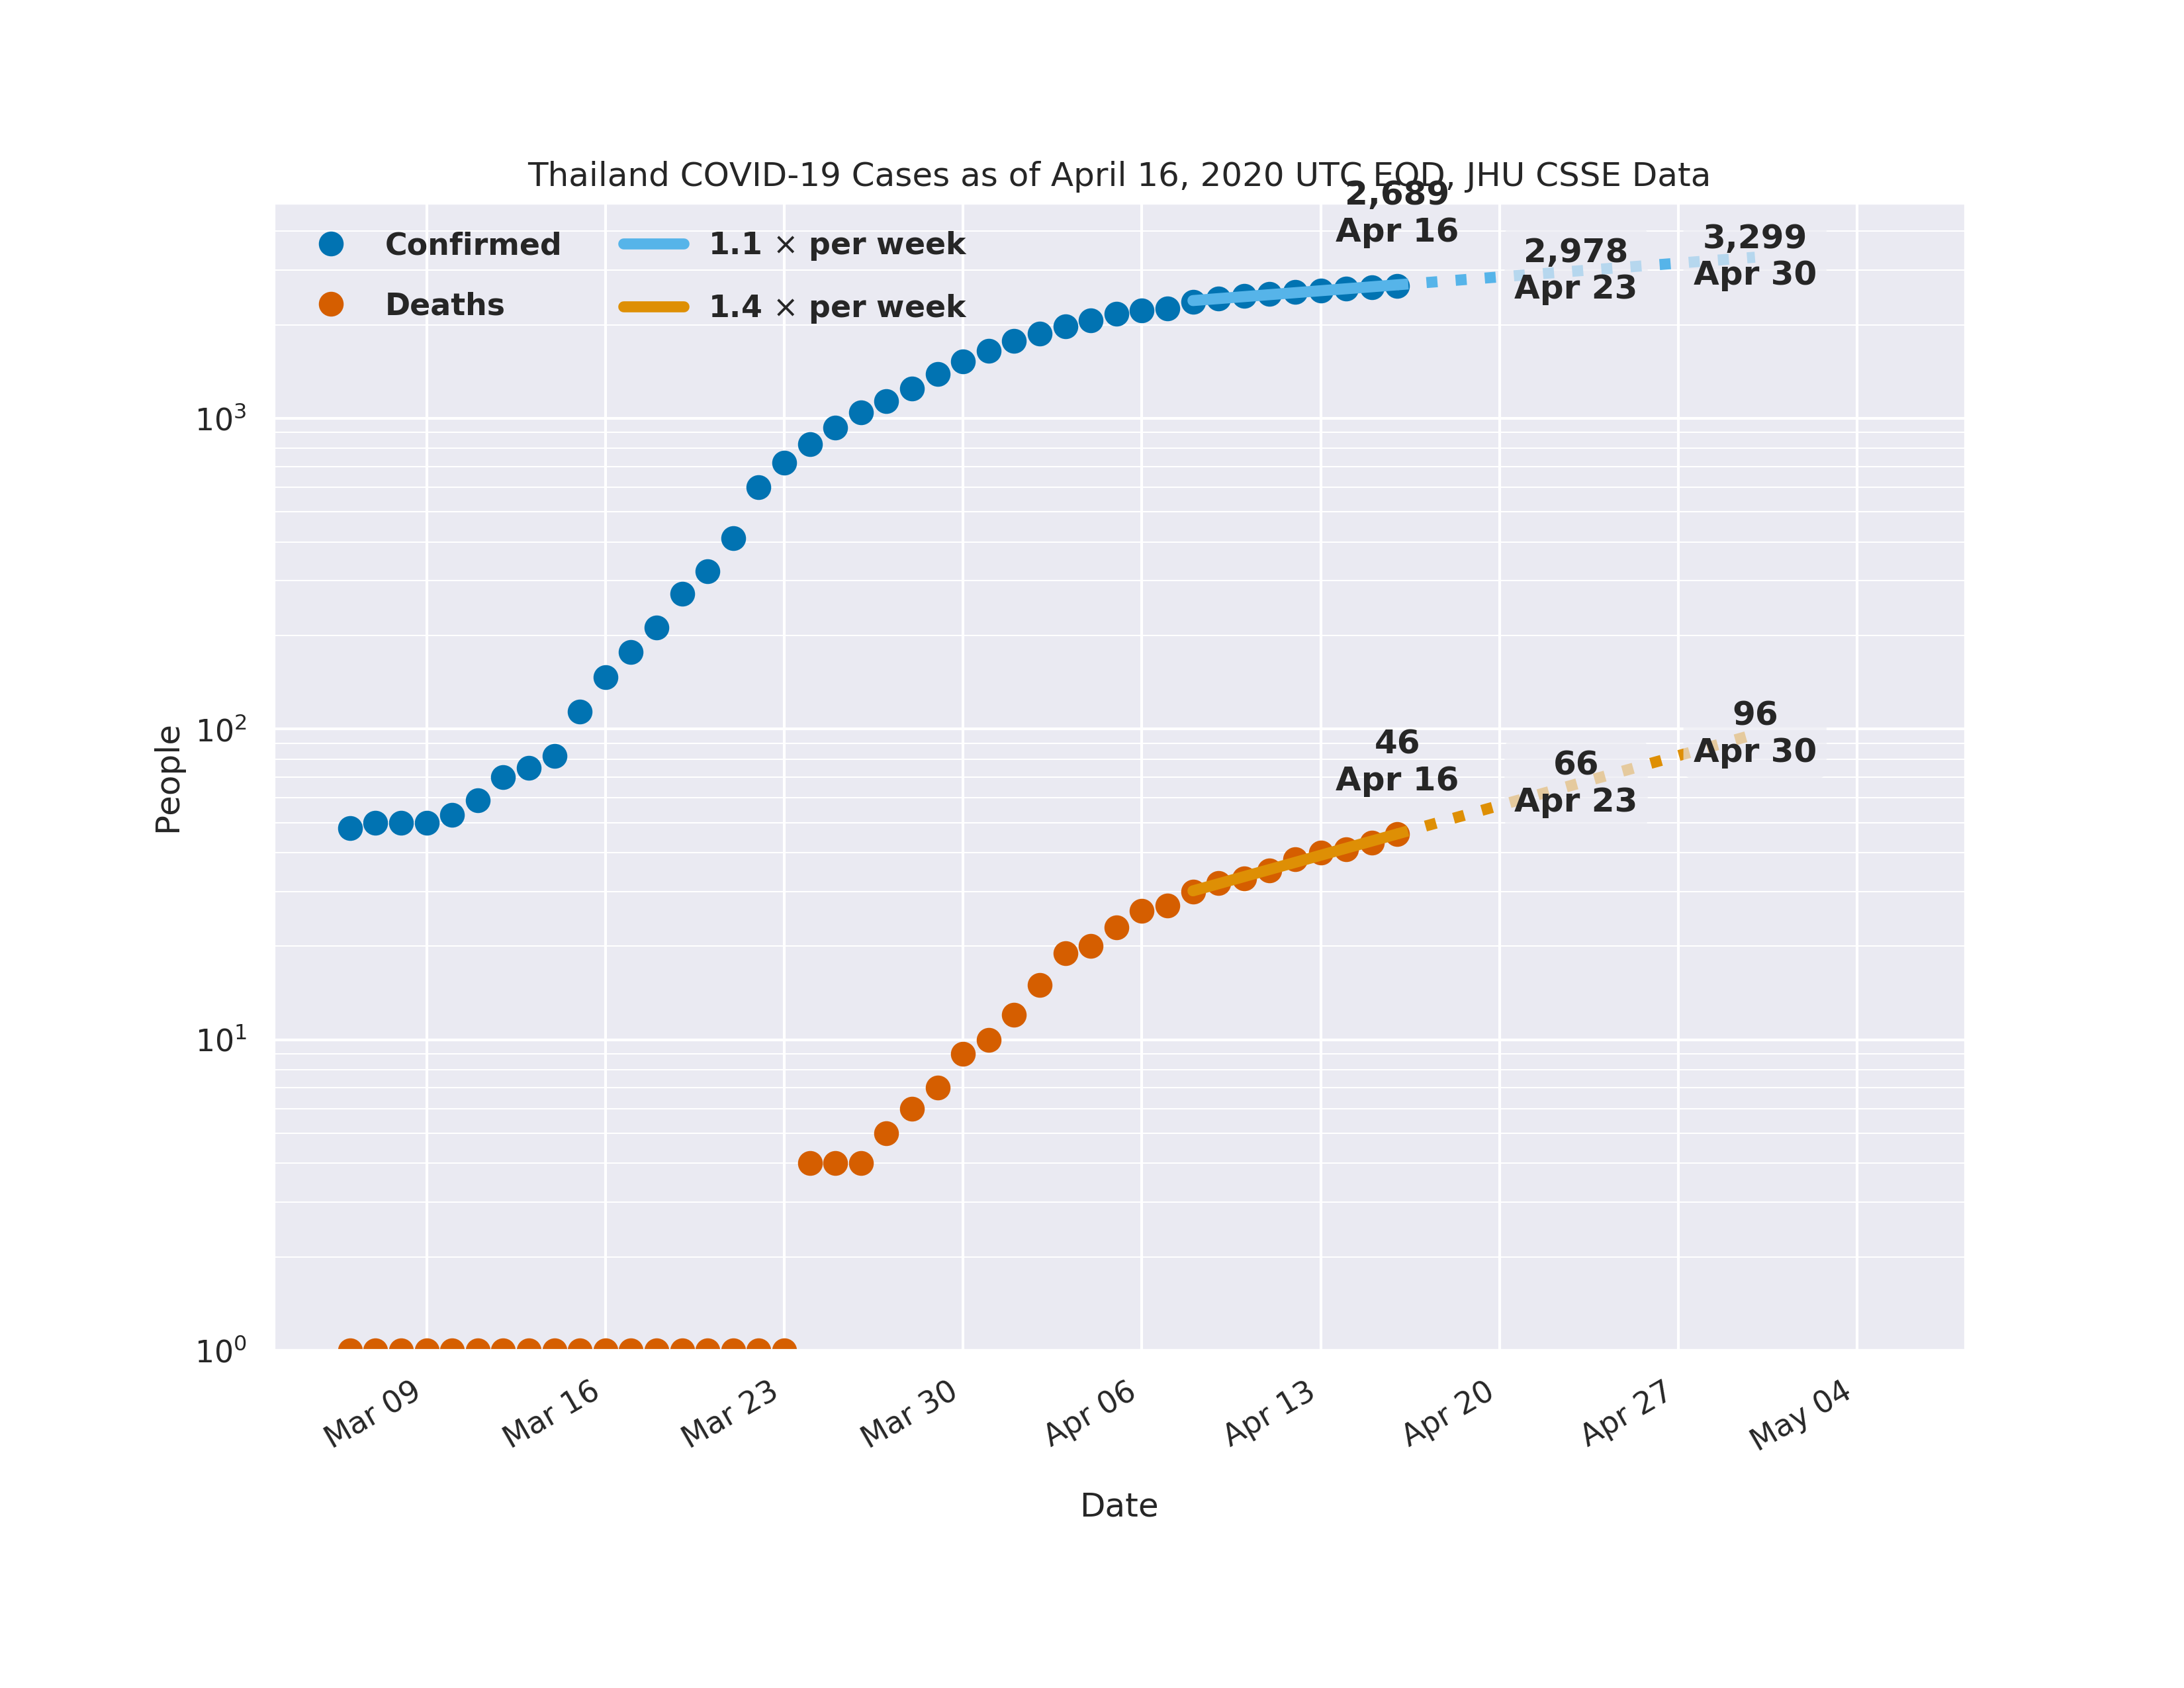 Thailand COVID-19 Cases as of April 16, 2020 UTC EOD, JHU CSSE Data
Confirmed
Deaths
1.1 × per week
1.4 × per week
2,689
Apr 16
2,978
Apr 23
3,299
Apr 30
46
Apr 16
66
Apr 23
96
Apr 30
People
10³
10²
10¹
10⁰
Mar 09
Mar 16
Mar 23
Mar 30
Apr 06
Apr 13
Apr 20
Apr 27
May 04
Date